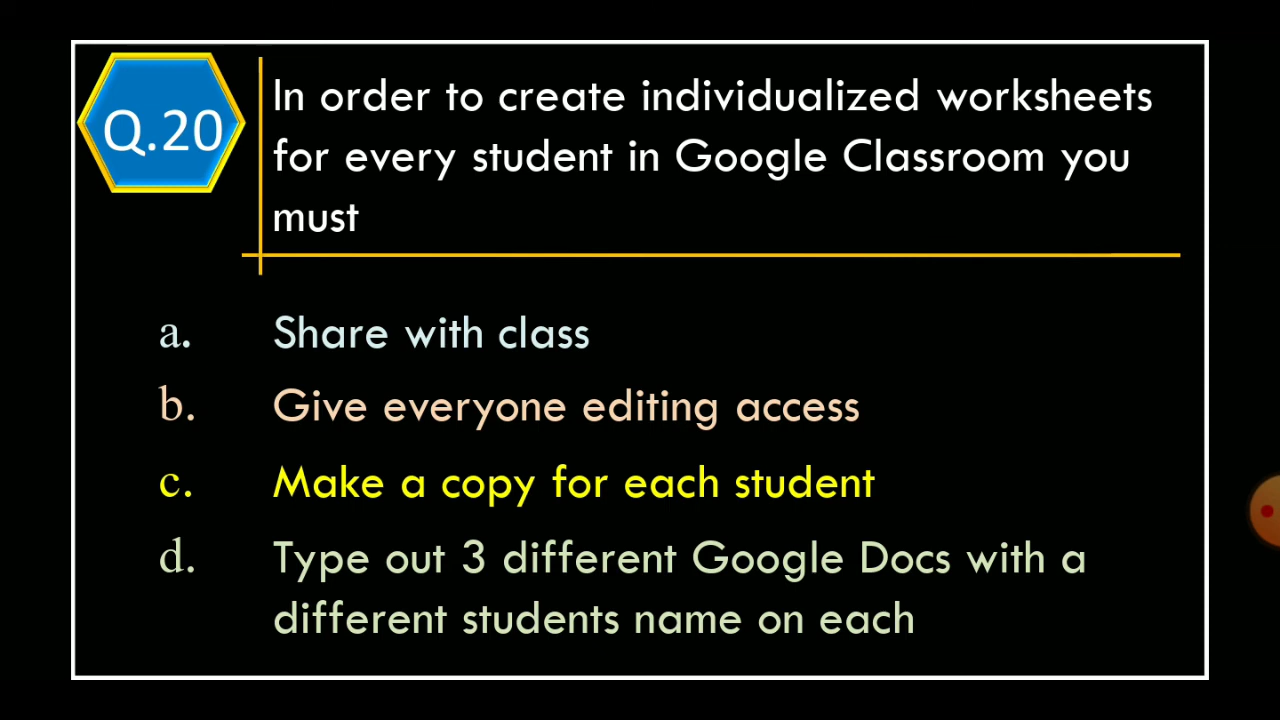 Q.20
In order to create individualized worksheets
for every student in Google Classroom you
must
a. Share with class
b. Give everyone editing access
c. Make a copy for each student
d. Type out 3 different Google Docs with a
different students name on each